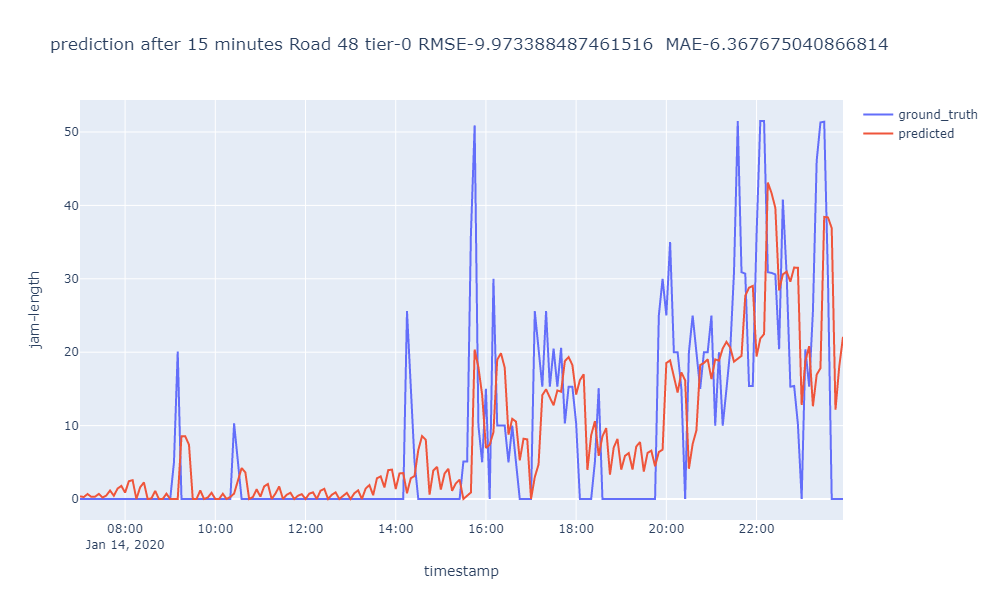 prediction after 15 minutes Road 48 tier-0 RMSE-9.973388487461516 MAE-6.367675040866814
ground_truth
predicted
50
40
30
20
10
0
jam-length
08:00 10:00 12:00 14:00 16:00 18:00 20:00 22:00
Jan 14, 2020
timestamp